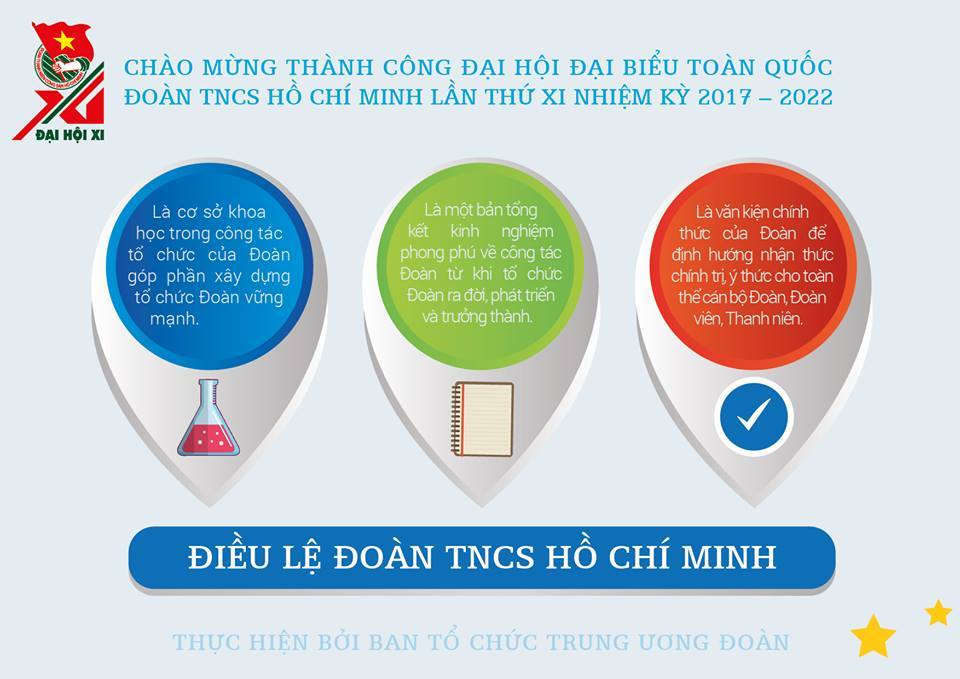 ĐẠI HỘI XI
CHÀO MỪNG THÀNH CÔNG ĐẠI HỘI ĐẠI BIỂU TOÀN QUỐC
ĐOÀN TNCS HỒ CHÍ MINH LẦN THỨ XI NHIỆM KỲ 2017 – 2022
Là cơ sở khoa
học trong công tác
tổ chức của Đoàn
góp phần xây dựng
tổ chức Đoàn vững
mạnh.
Là một bản tổng
kết kinh nghiệm
phong phú về công tác
Đoàn từ khi tổ chức
Đoàn ra đời, phát triển
và trưởng thành.
Là văn kiện chính
thức của Đoàn để
định hướng nhận thức
chính trị, ý thức cho toàn
thể cán bộ Đoàn, Đoàn
viên, Thanh niên.
ĐIỀU LỆ ĐOÀN TNCS HỒ CHÍ MINH
THỰC HIỆN BỞI BAN TỔ CHỨC TRUNG ƯƠNG ĐOÀN